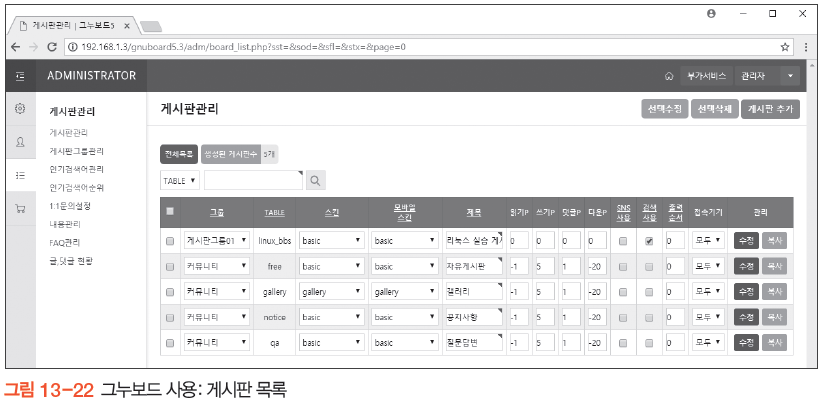 게시판관리 | 그누보드5
192.168.1.3/gnuboard5.3/adm/board_list.php?sst=&sod=&sfl=&stx=&page=0
ADMINISTRATOR
부가서비스 관리자
게시판관리
게시판관리
게시판그룹관리
인기검색어관리
인기검색어순위
1:1문의설정
내용관리
FAQ관리
글,댓글 현황
게시판관리
선택수정 선택삭제 게시판 추가
전체목록 생성된 게시판수 5개
TABLE
그룹 TABLE 스킨 모바일 스킨 제목 읽기P 쓰기P 댓글P 다운P SNS 사용 검색 사용 출력 순서 접속기기 관리
게시판그룹01 linux_bbs basic basic 리눅스 실습 게시 0 0 0 0 0 모두 수정 복사
커뮤니티 free basic basic 자유게시판 -1 5 1 -20 0 모두 수정 복사
커뮤니티 gallery gallery gallery 갤러리 -1 5 1 -20 0 모두 수정 복사
커뮤니티 notice basic basic 공지사항 -1 5 1 -20 0 모두 수정 복사
커뮤니티 qa basic basic 질문답변 -1 5 1 -20 0 모두 수정 복사
그림 13-22 그누보드 사용: 게시판 목록